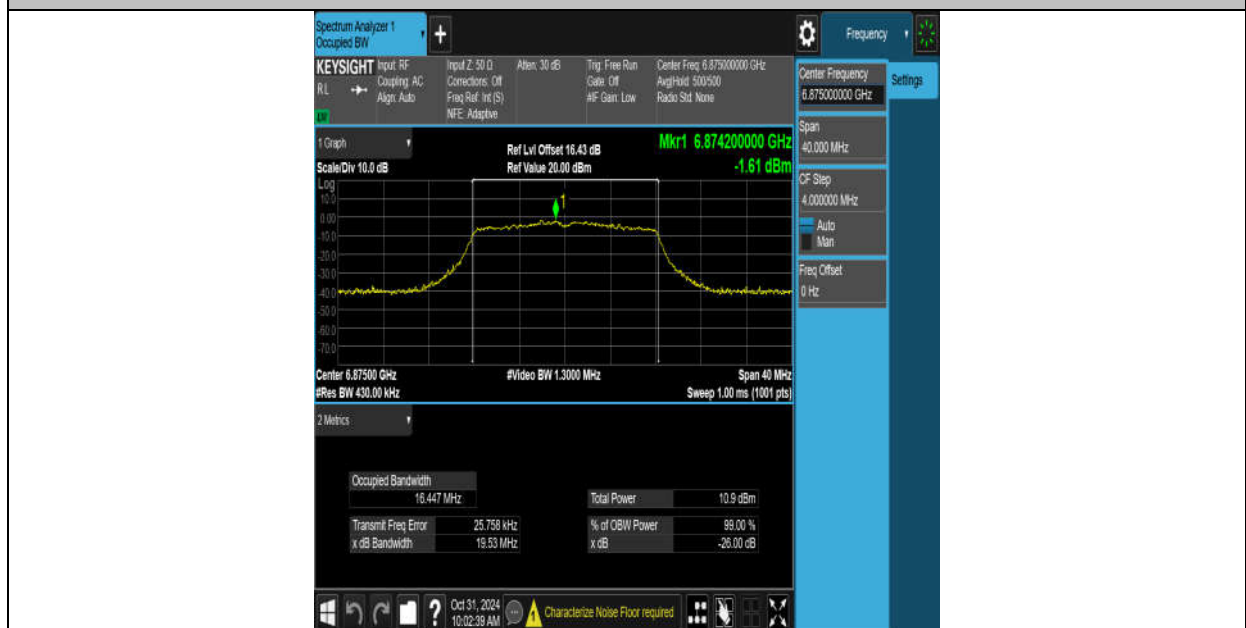 Spectrum Analyzer 1
Occupied BW
Frequency
KEYSIGHT
RL
Input: RF
Coupling: AC
Align: Auto
Input Z: 50 Ω
Corrections: Off
Freq Ref: Int (S)
NFE: Adaptive
Atten: 30 dB
Trig: Free Run
Gate: Off
#IF Gain: Low
Center Freq: 6.875000000 GHz
Avg|Hold: 500/500
Radio Std: None
Center Frequency
6.875000000 GHz
Settings
Span
40.000 MHz
CF Step
4.000000 MHz
Auto
Man
Freq Offset
0 Hz
1 Graph
Scale/Div 10.0 dB
Ref Lvl Offset 16.43 dB
Ref Value 20.00 dBm
Mkr1 6.874200000 GHz
-1.61 dBm
Log
10.0
0.00
-10.0
-20.0
-30.0
-40.0
-50.0
-60.0
-70.0
1
Center 6.87500 GHz
#Res BW 430.00 kHz
#Video BW 1.3000 MHz
Span 40 MHz
Sweep 1.00 ms (1001 pts)
2 Metrics
Occupied Bandwidth
16.447 MHz
Total Power 10.9 dBm
Transmit Freq Error 25.758 kHz
% of OBW Power 99.00 %
x dB Bandwidth 19.53 MHz
x dB -26.00 dB
Oct 31, 2024
10:02:39 AM
Characterize Noise Floor required